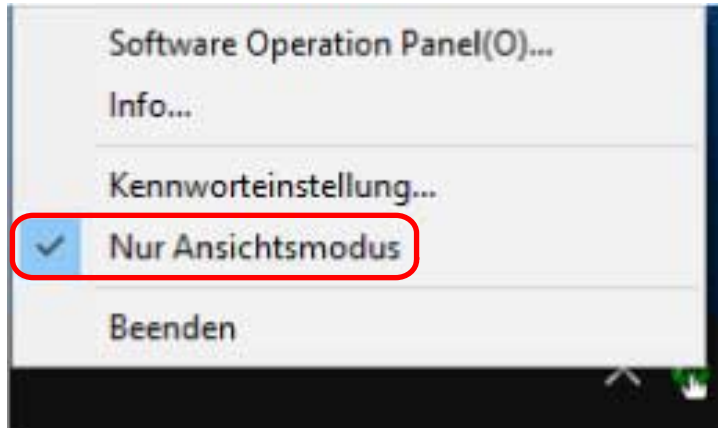 Software Operation Panel(O)...
Info...
Kennworteinstellung...
Nur Ansichtsmodus
Beenden